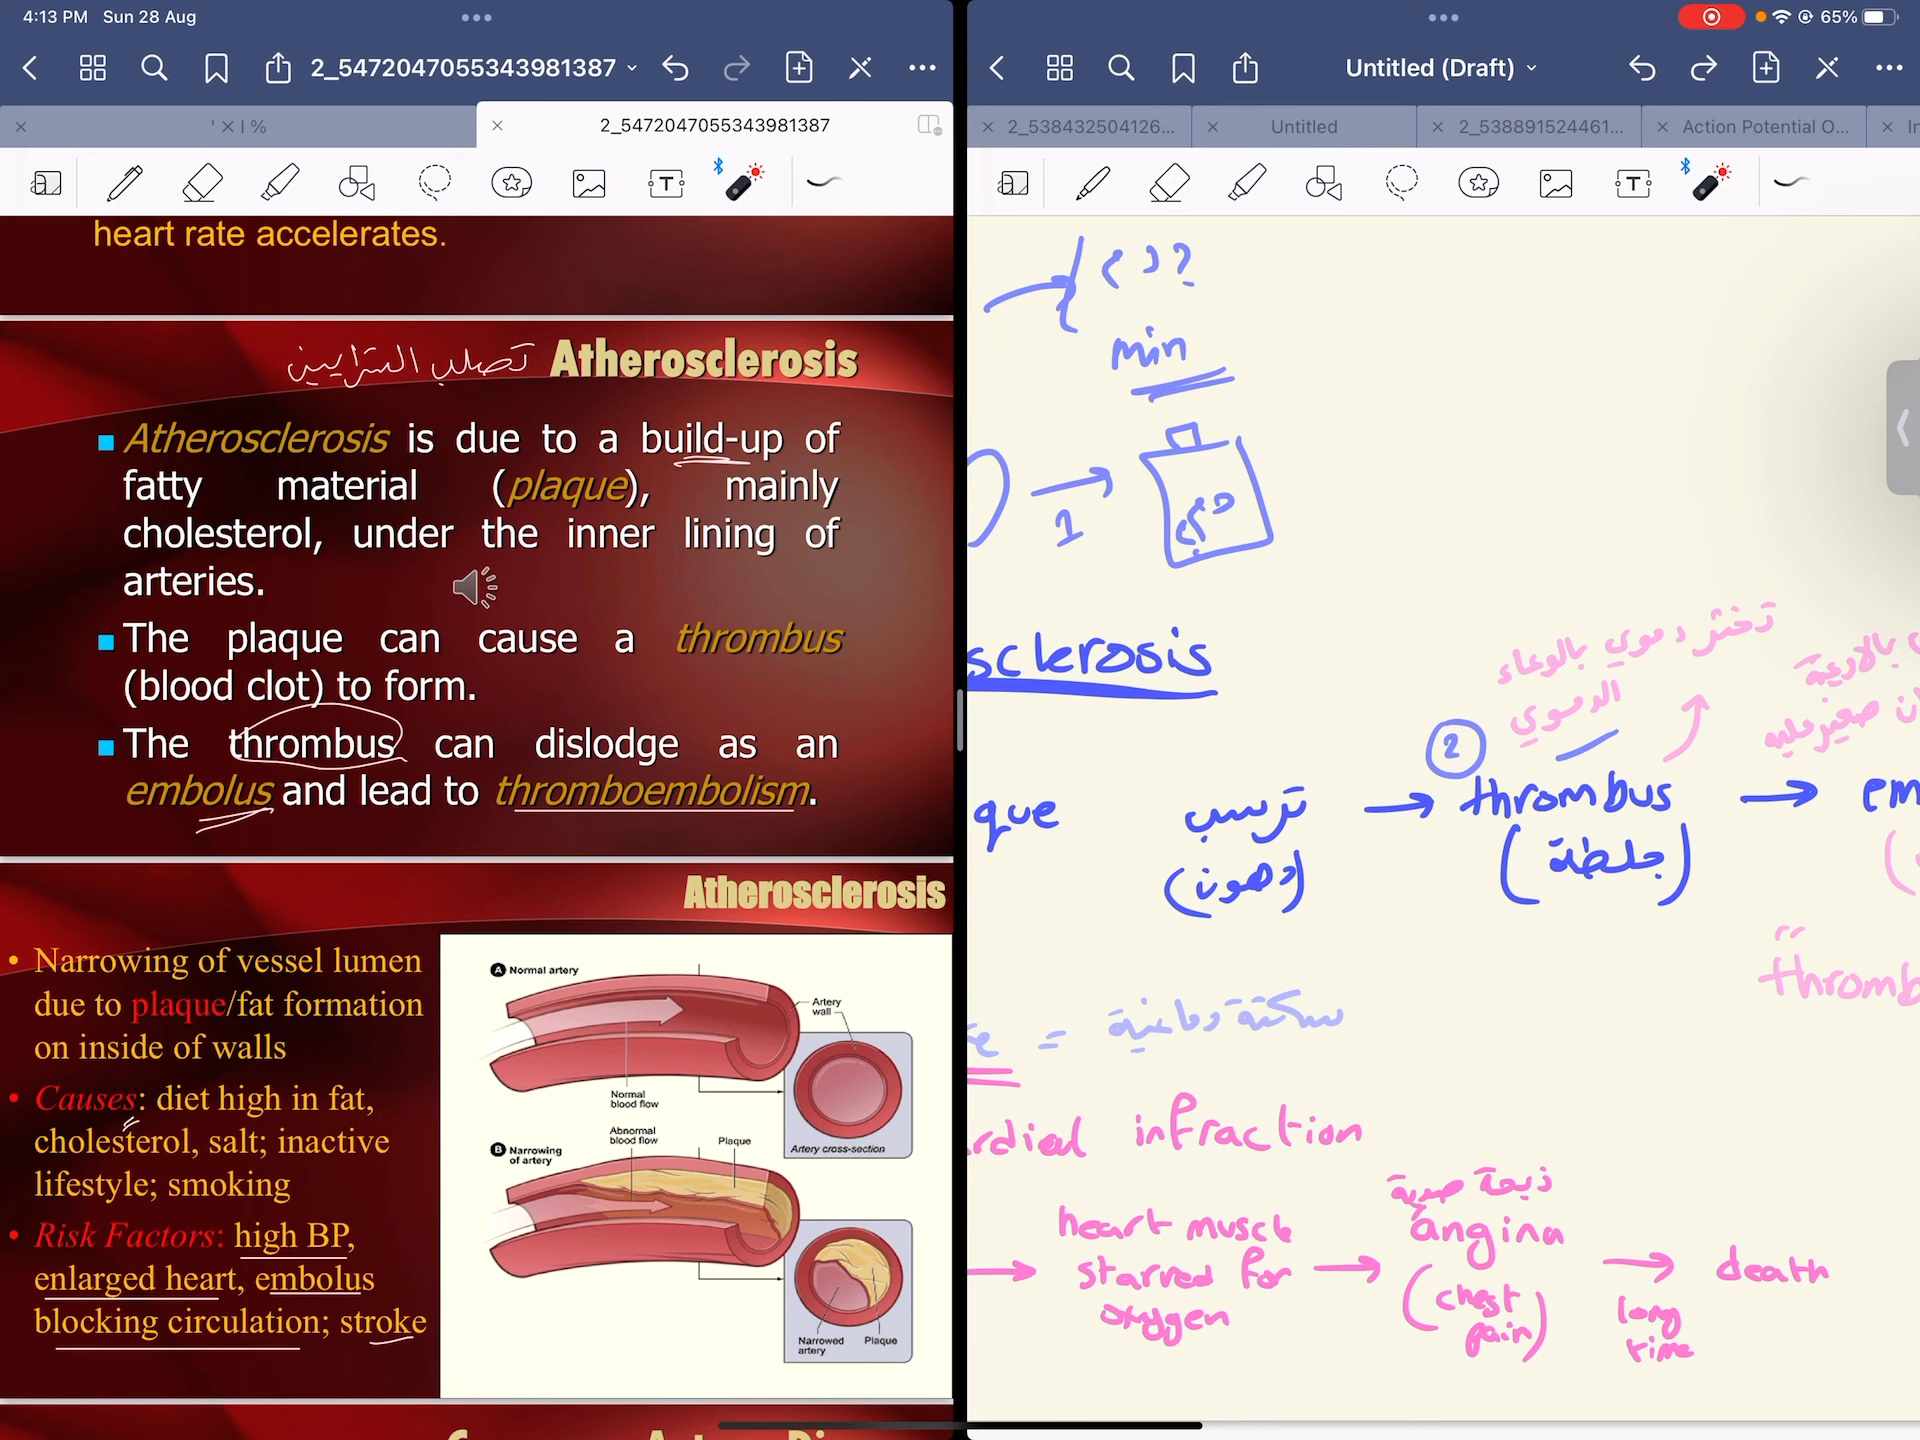 4:13 PM Sun 28 Aug
65%
2_5472047055343981387
Untitled (Draft)
' × I %
2_5472047055343981387
2_538432504126...
Untitled
2_538891524461...
Action Potential O...
heart rate accelerates.
تصلب الشرايين Atherosclerosis
Atherosclerosis is due to a build-up of
fatty material (plaque), mainly
cholesterol, under the inner lining of
arteries.
The plaque can cause a thrombus
(blood clot) to form.
The thrombus can dislodge as an
embolus and lead to thromboembolism.
Atherosclerosis
• Narrowing of vessel lumen
due to plaque/fat formation
on inside of walls
• Causes: diet high in fat,
cholesterol, salt; inactive
lifestyle; smoking
• Risk Factors: high BP,
enlarged heart, embolus
blocking circulation; stroke
A Normal artery
Artery
wall
Normal
blood flow
Artery cross-section
B Narrowing
of artery
Abnormal
blood flow
Plaque
Narrowed
artery
Plaque
min
1
sclerosis
تخثر دموي بالوعاء
الدموي
2
que
ترسب
(دهون)
thrombus
(جلطة)
em
thromb
= سكتة دماغية
rdial infraction
heart muscle
starved for
oxygen
ذبحة صدرية
angina
(chest
pain)
long
time
death